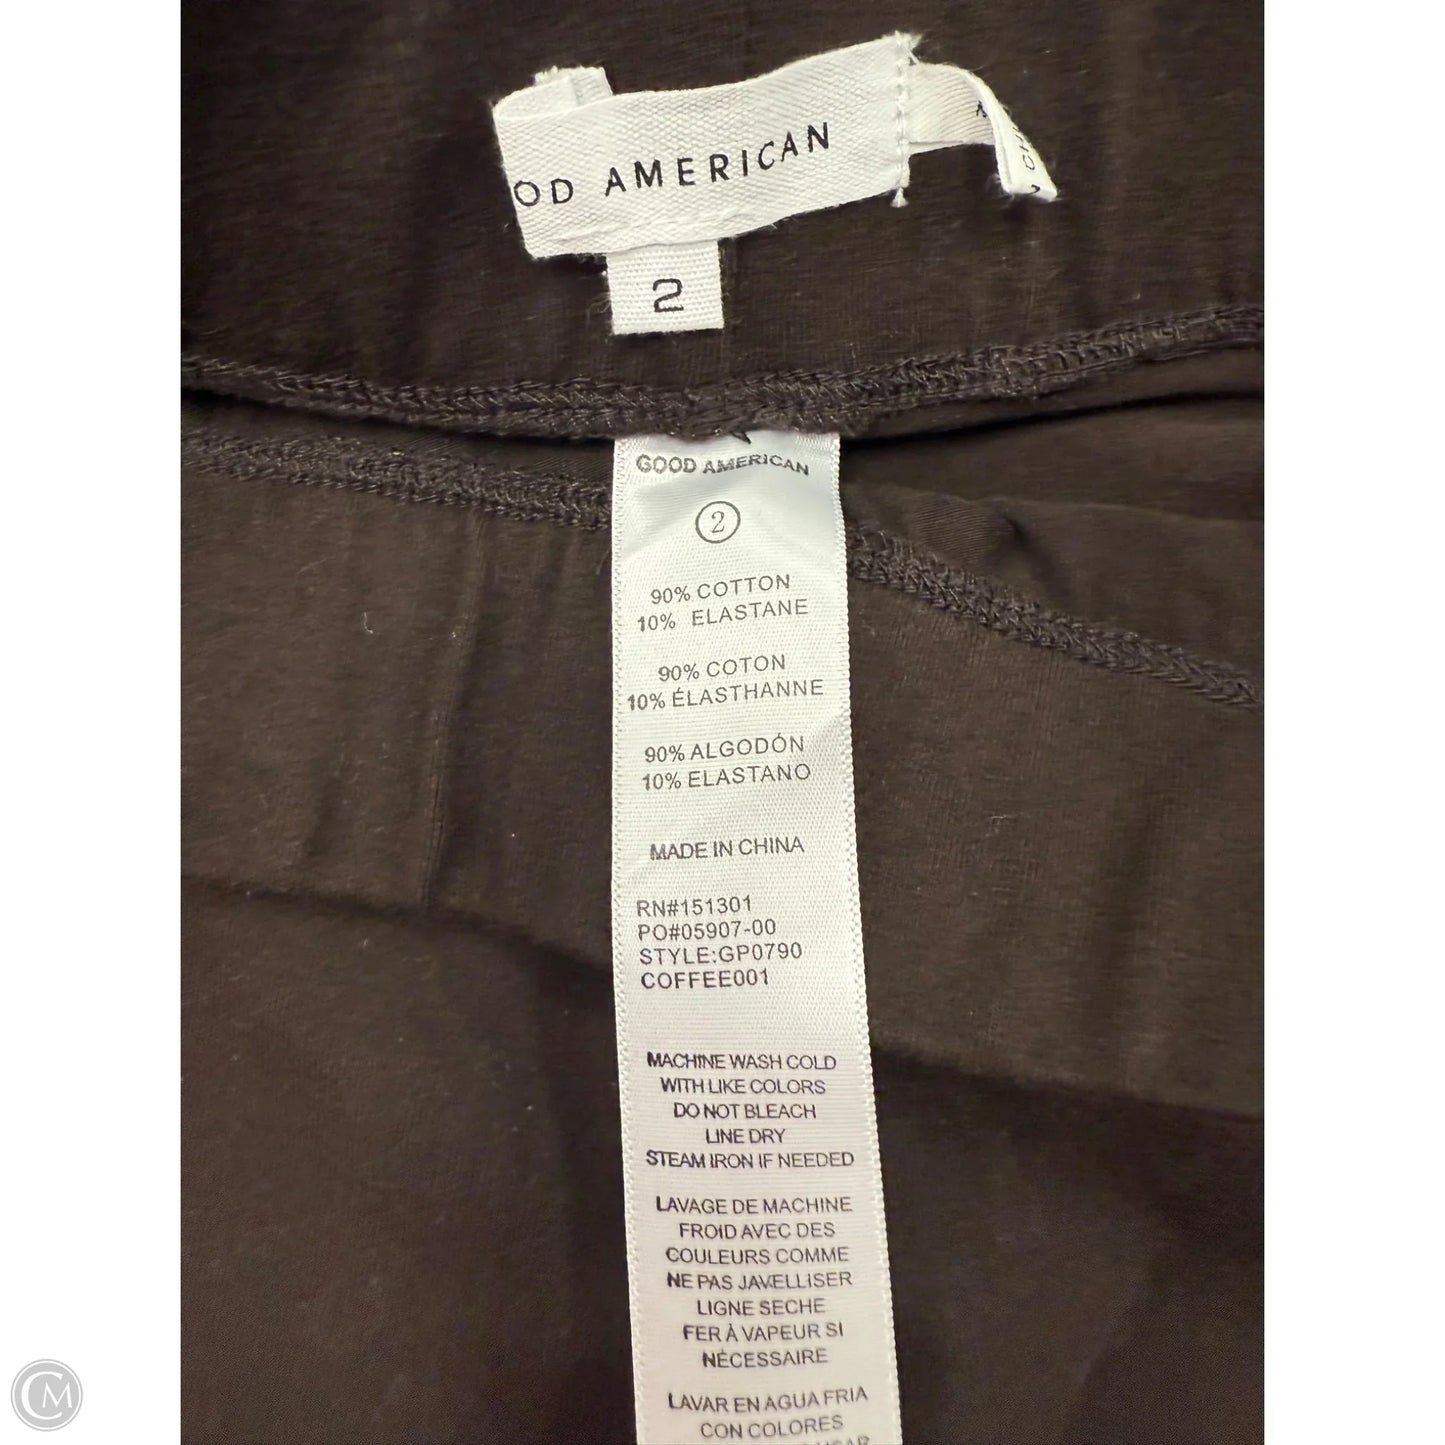 OD AMERICAN
2
GOOD AMERICAN
2
90% COTTON
10% ELASTANE
90% COTON
10% ÉLASTHANNE
90% ALGODÓN
10% ELASTANO
MADE IN CHINA
RN#151301
PO#05907-00
STYLE:GP0790
COFFEE001
MACHINE WASH COLD
WITH LIKE COLORS
DO NOT BLEACH
LINE DRY
STEAM IRON IF NEEDED
LAVAGE DE MACHINE
FROID AVEC DES
COULEURS COMME
NE PAS JAVELLISER
LIGNE SECHE
FER À VAPEUR SI
NÉCESSAIRE
LAVAR EN AGUA FRIA
CON COLORES
CM